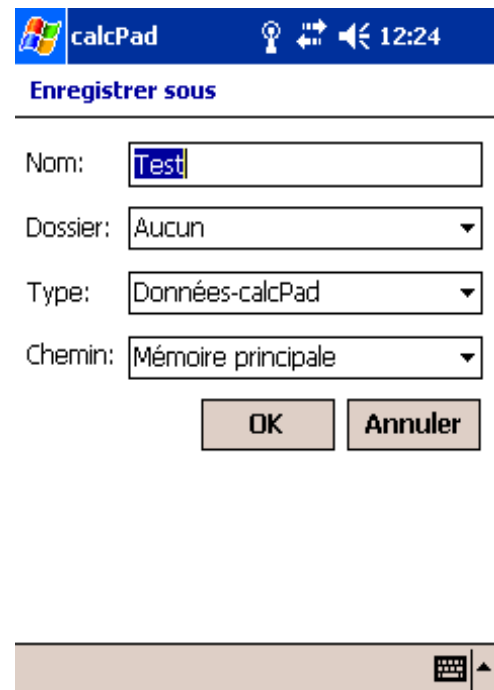 calcPad 12:24
Enregistrer sous
Nom: Test
Dossier: Aucun
Type: Données-calcPad
Chemin: Mémoire principale
OK Annuler